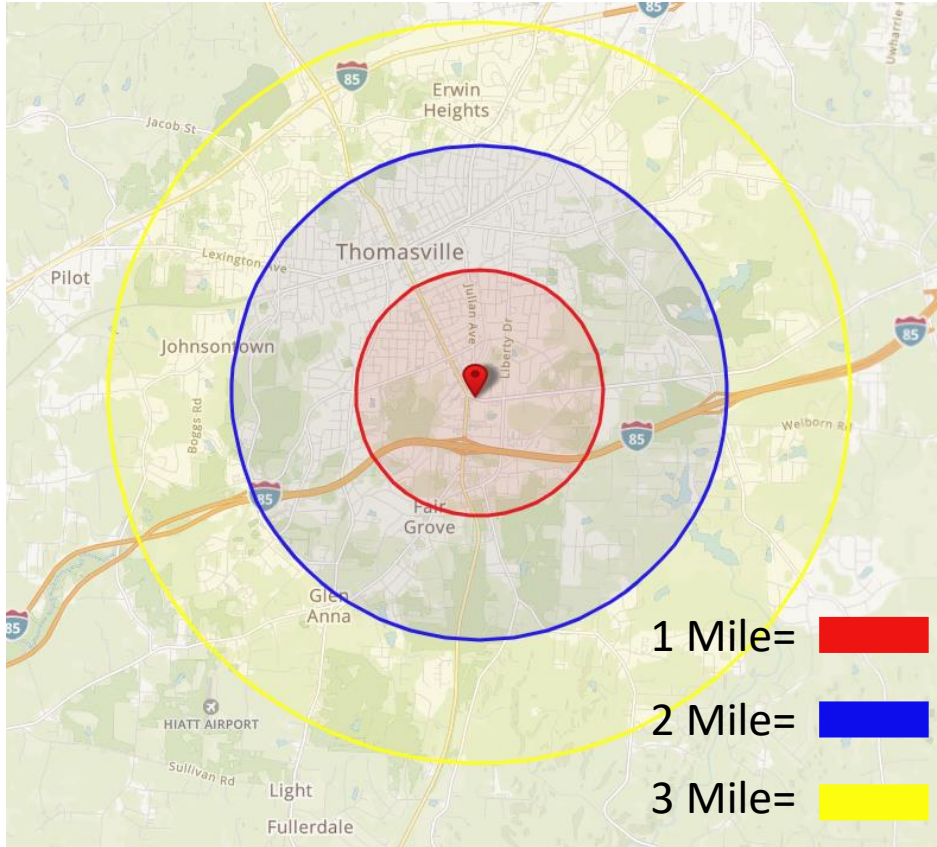 85
Uwharrie
85
Erwin
Heights
Jacob St
Thomasville
Lexington Ave
Pilot
Julian Ave
Liberty Dr
85
Johnsontown
Boggs Rd
Welborn Rd
85
85
Fair
Grove
Glen
Anna
85
1 Mile=
HIATT AIRPORT
2 Mile=
Sullivan Rd
Light
3 Mile=
Fullerdale